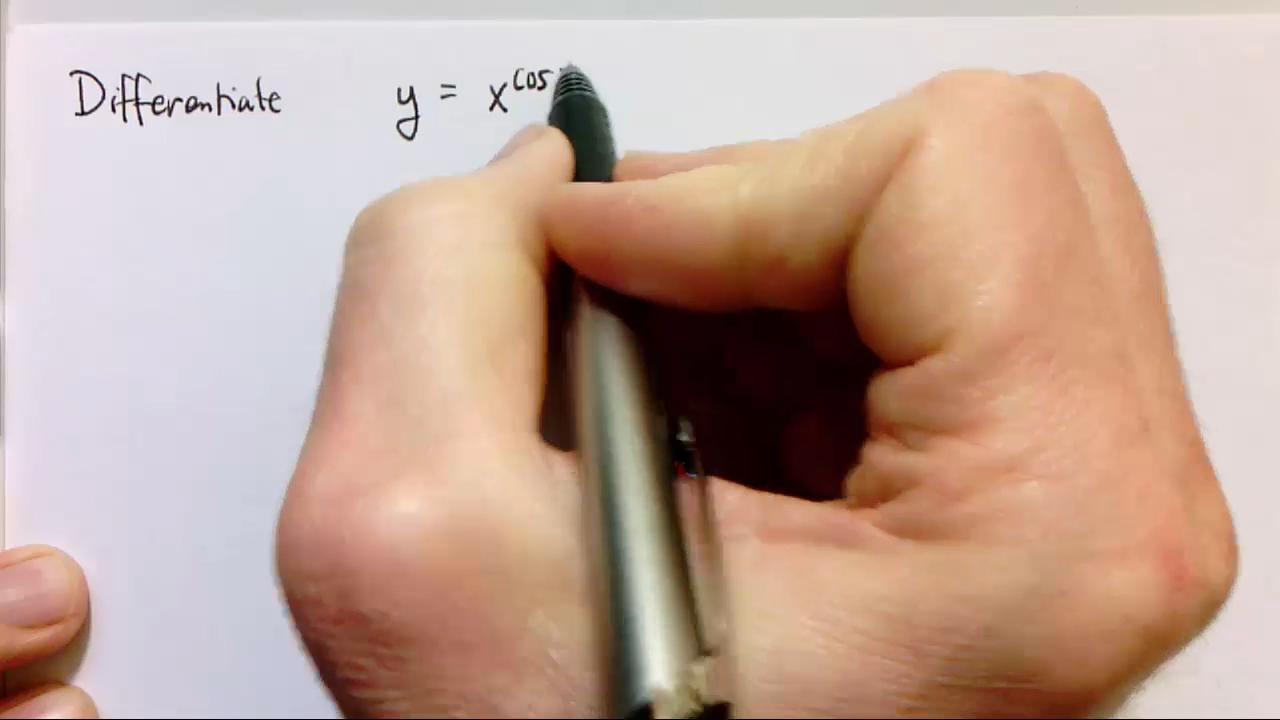 Differentiate y = x^cos